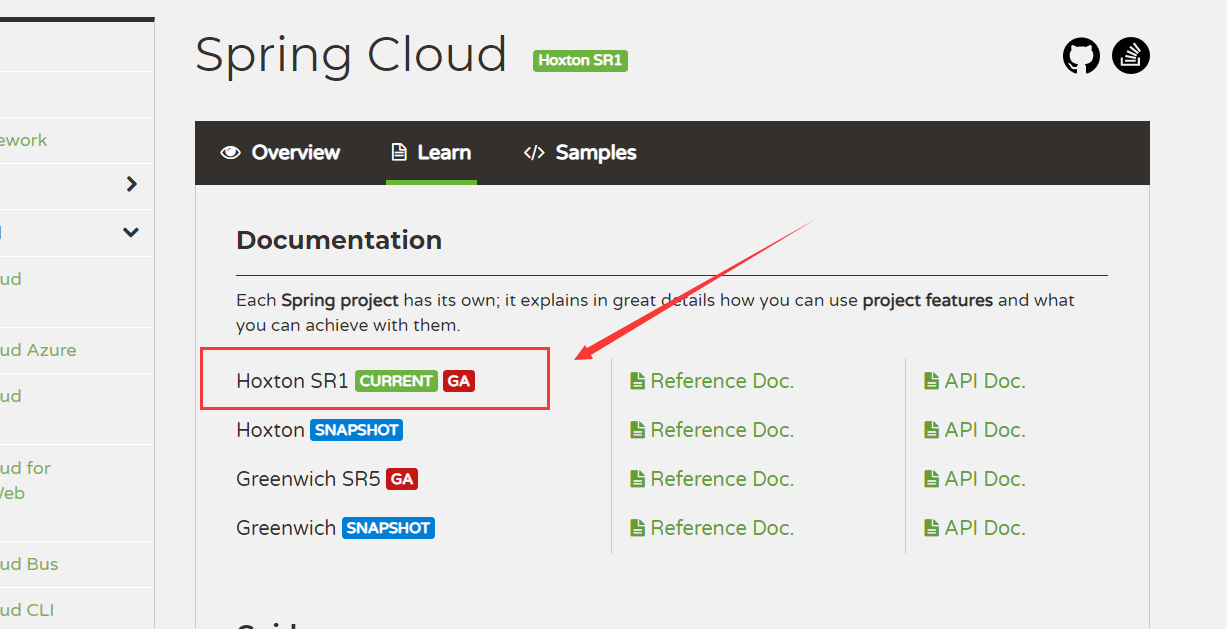 Spring Cloud Hoxton SR1
ework
Overview Learn Samples
Documentation
Each Spring project has its own; it explains in great details how you can use project features and what
you can achieve with them.
ud
ud Azure
ud
ud for
ud Bus
ud CLI
Hoxton SR1 CURRENT GA Reference Doc. API Doc.
Hoxton SNAPSHOT Reference Doc. API Doc.
Greenwich SR5 GA Reference Doc. API Doc.
Greenwich SNAPSHOT Reference Doc. API Doc.